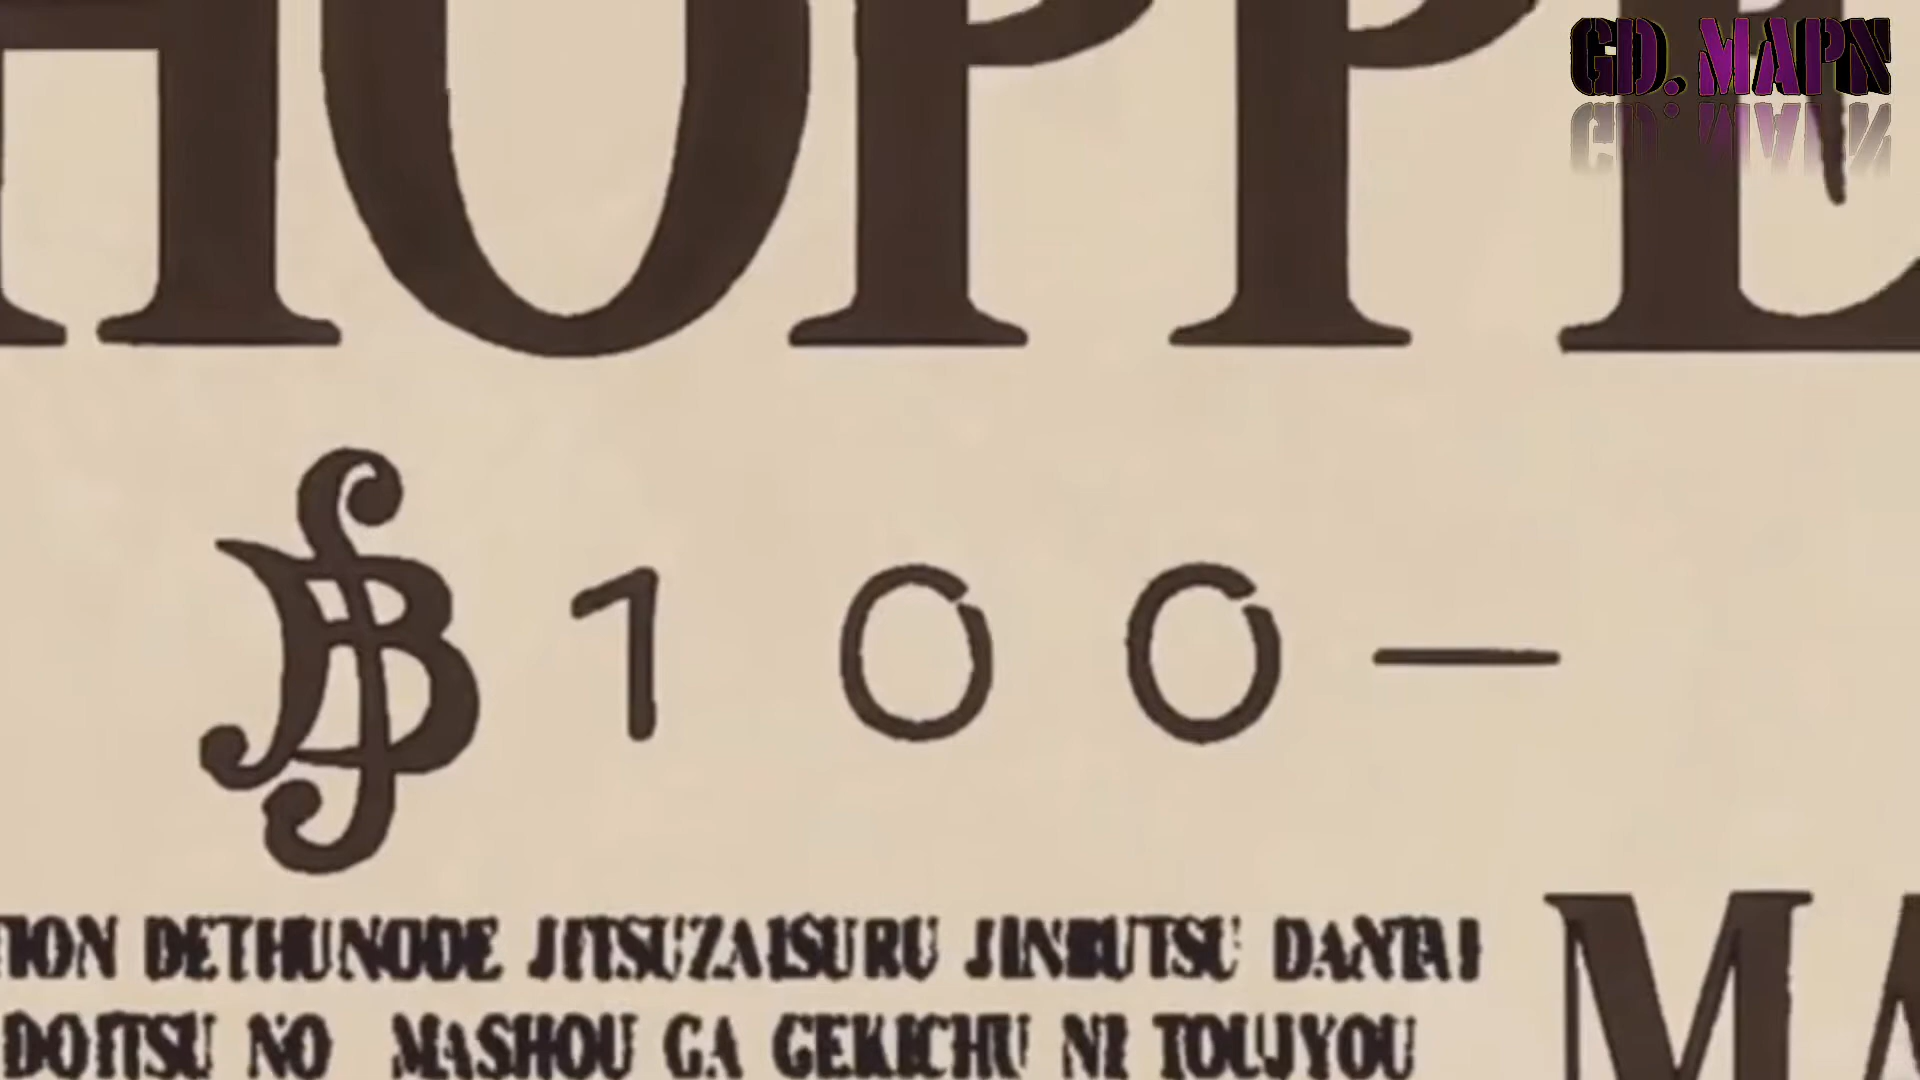 GD. MAPN
HOPPE
฿100—
TION DETHUNODE JITSUZAISURU JINBUTSU DANTAI
DOITSU NO MASHOU GA GEKICHU NI TOUJYOU
MA